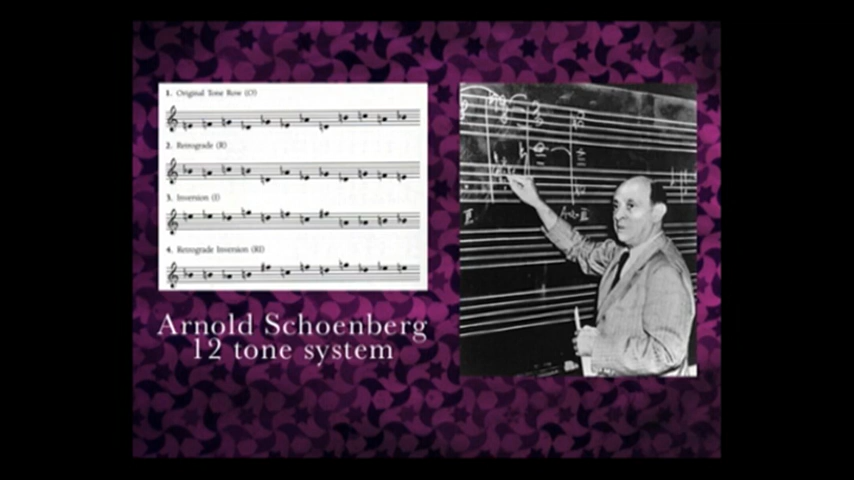 1. Original Tone Row (O)
2. Retrograde (R)
3. Inversion (I)
4. Retrograde Inversion (RI)
Arnold Schoenberg
12 tone system